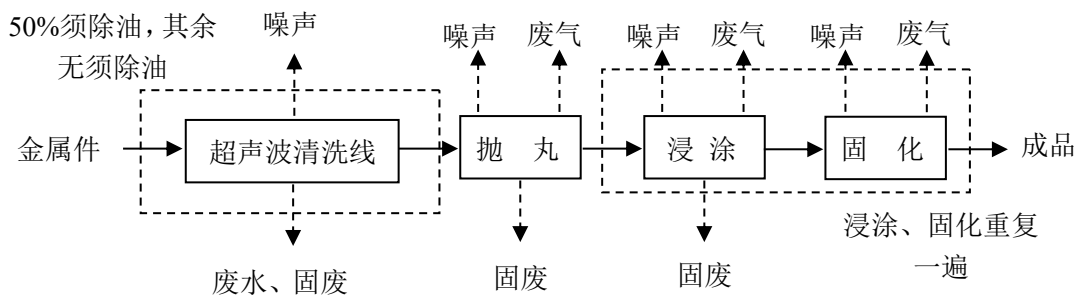 50%须除油，其余
无须除油
噪声
噪声
废气
噪声
废气
噪声
废气
金属件
超声波清洗线
抛 丸
浸 涂
固 化
成品
废水、固废
固废
固废
浸涂、固化重复
一遍